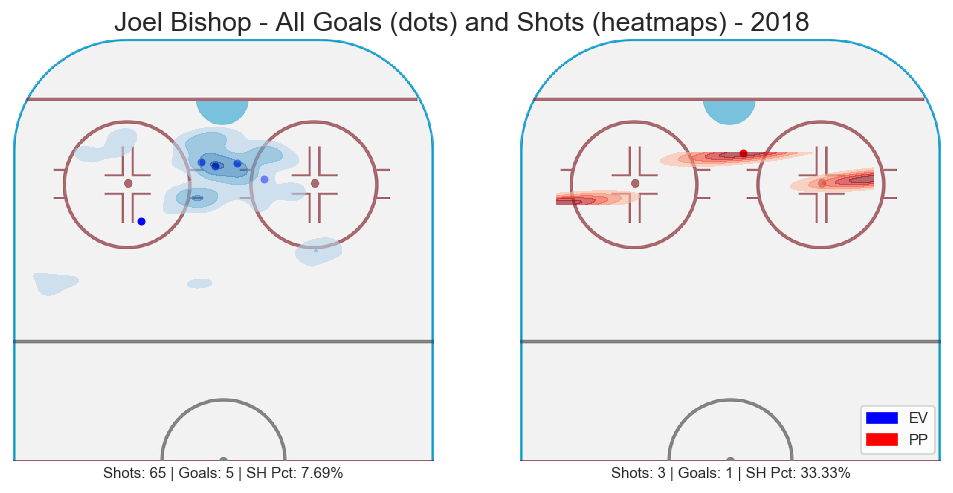 Joel Bishop - All Goals (dots) and Shots (heatmaps) - 2018
EV
PP
Shots: 65 | Goals: 5 | SH Pct: 7.69%
Shots: 3 | Goals: 1 | SH Pct: 33.33%